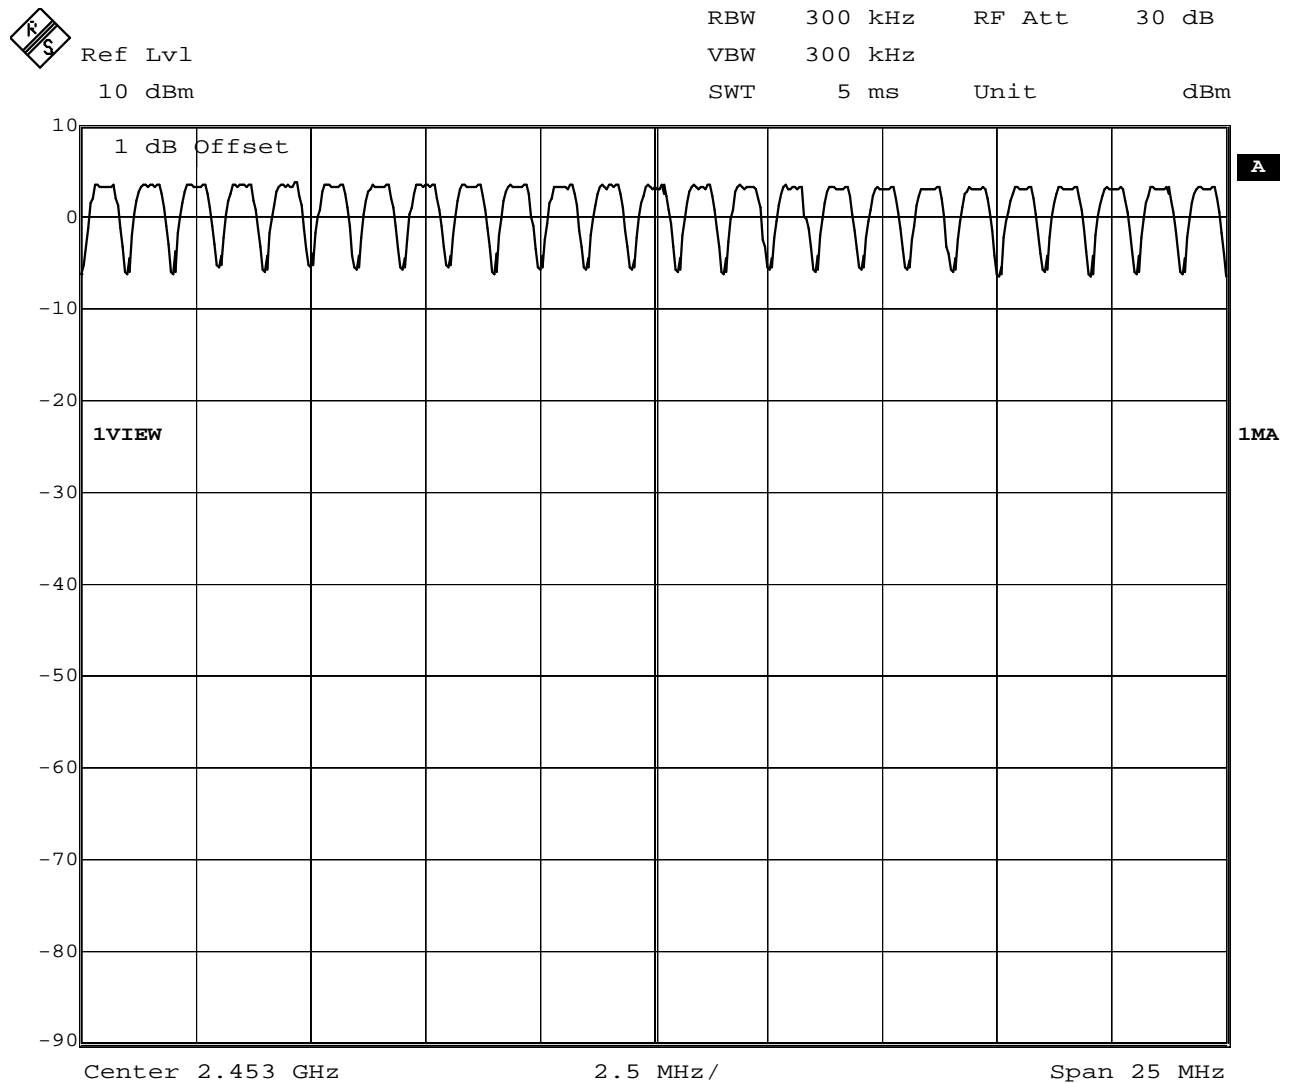 R
S
RBW 300 kHz RF Att 30 dB
Ref Lvl VBW 300 kHz
10 dBm SWT 5 ms Unit dBm
10
1 dB Offset
A
0
-10
-20
1VIEW 1MA
-30
-40
-50
-60
-70
-80
-90
Center 2.453 GHz 2.5 MHz/ Span 25 MHz